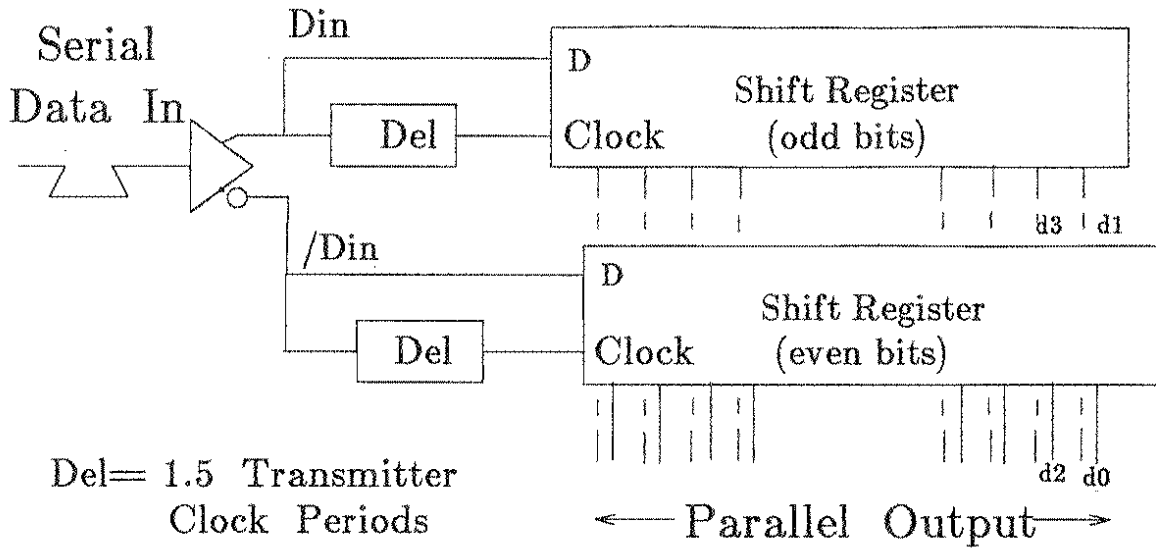 Serial
Data In
Din
D
Shift Register
Del
Clock
(odd bits)
d3 d1
/Din
D
Shift Register
Del
Clock
(even bits)
d2 d0
Del= 1.5 Transmitter
Clock Periods
Parallel Output